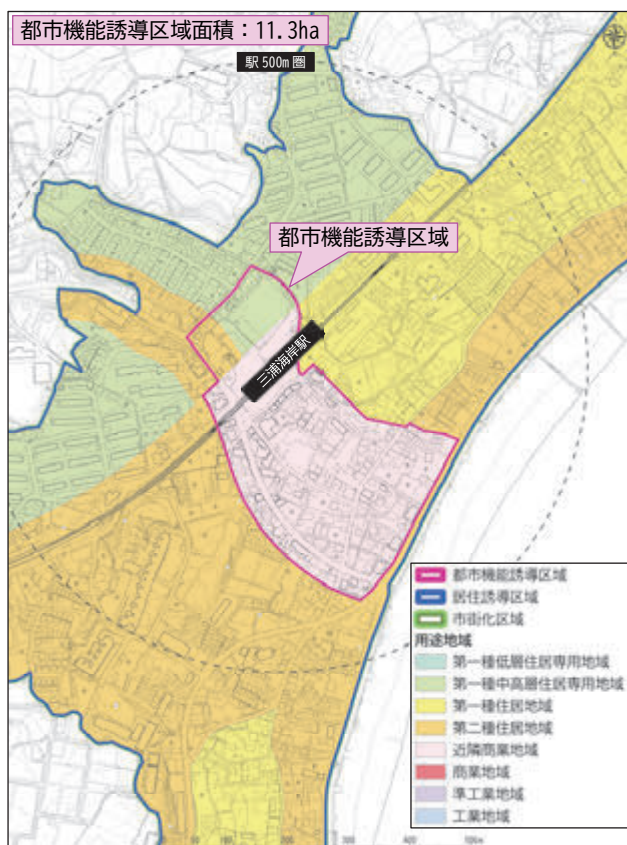 都市機能誘導区域面積：11.3ha
駅500m圏
都市機能誘導区域
三浦海岸駅
都市機能誘導区域
居住誘導区域
市街化区域
用途地域
第一種低層住居専用地域
第一種中高層住居専用地域
第一種住居地域
第二種住居地域
近隣商業地域
商業地域
準工業地域
工業地域